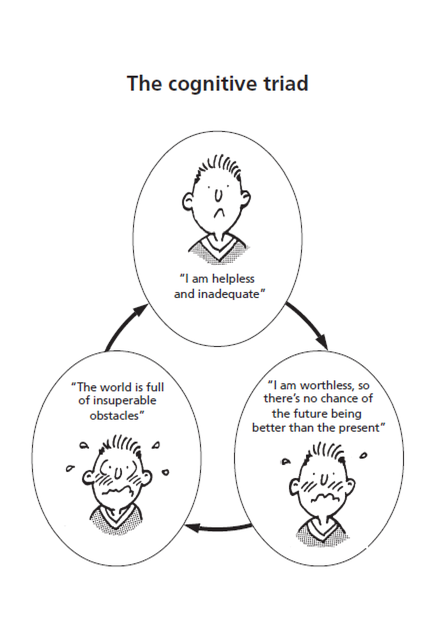 The cognitive triad
"I am helpless
and inadequate"
"The world is full
of insuperable
obstacles"
"I am worthless, so
there's no chance of
the future being
better than the present"